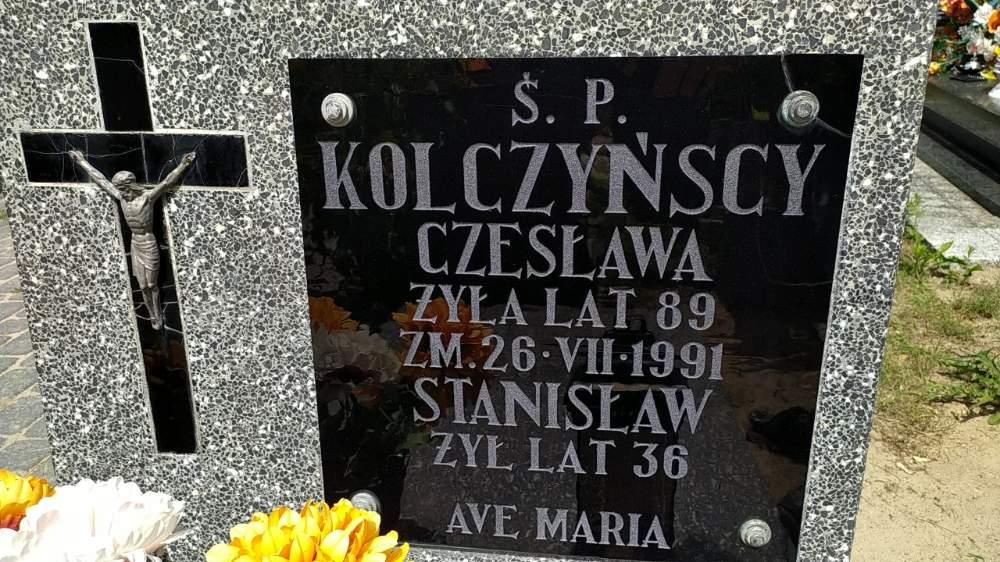 Ś. P.
KOLCZYŃSCY
CZESŁAWA
ŻYŁA LAT 89
ZM. 26·VII·1991
STANISŁAW
ŻYŁ LAT 36
AVE MARIA